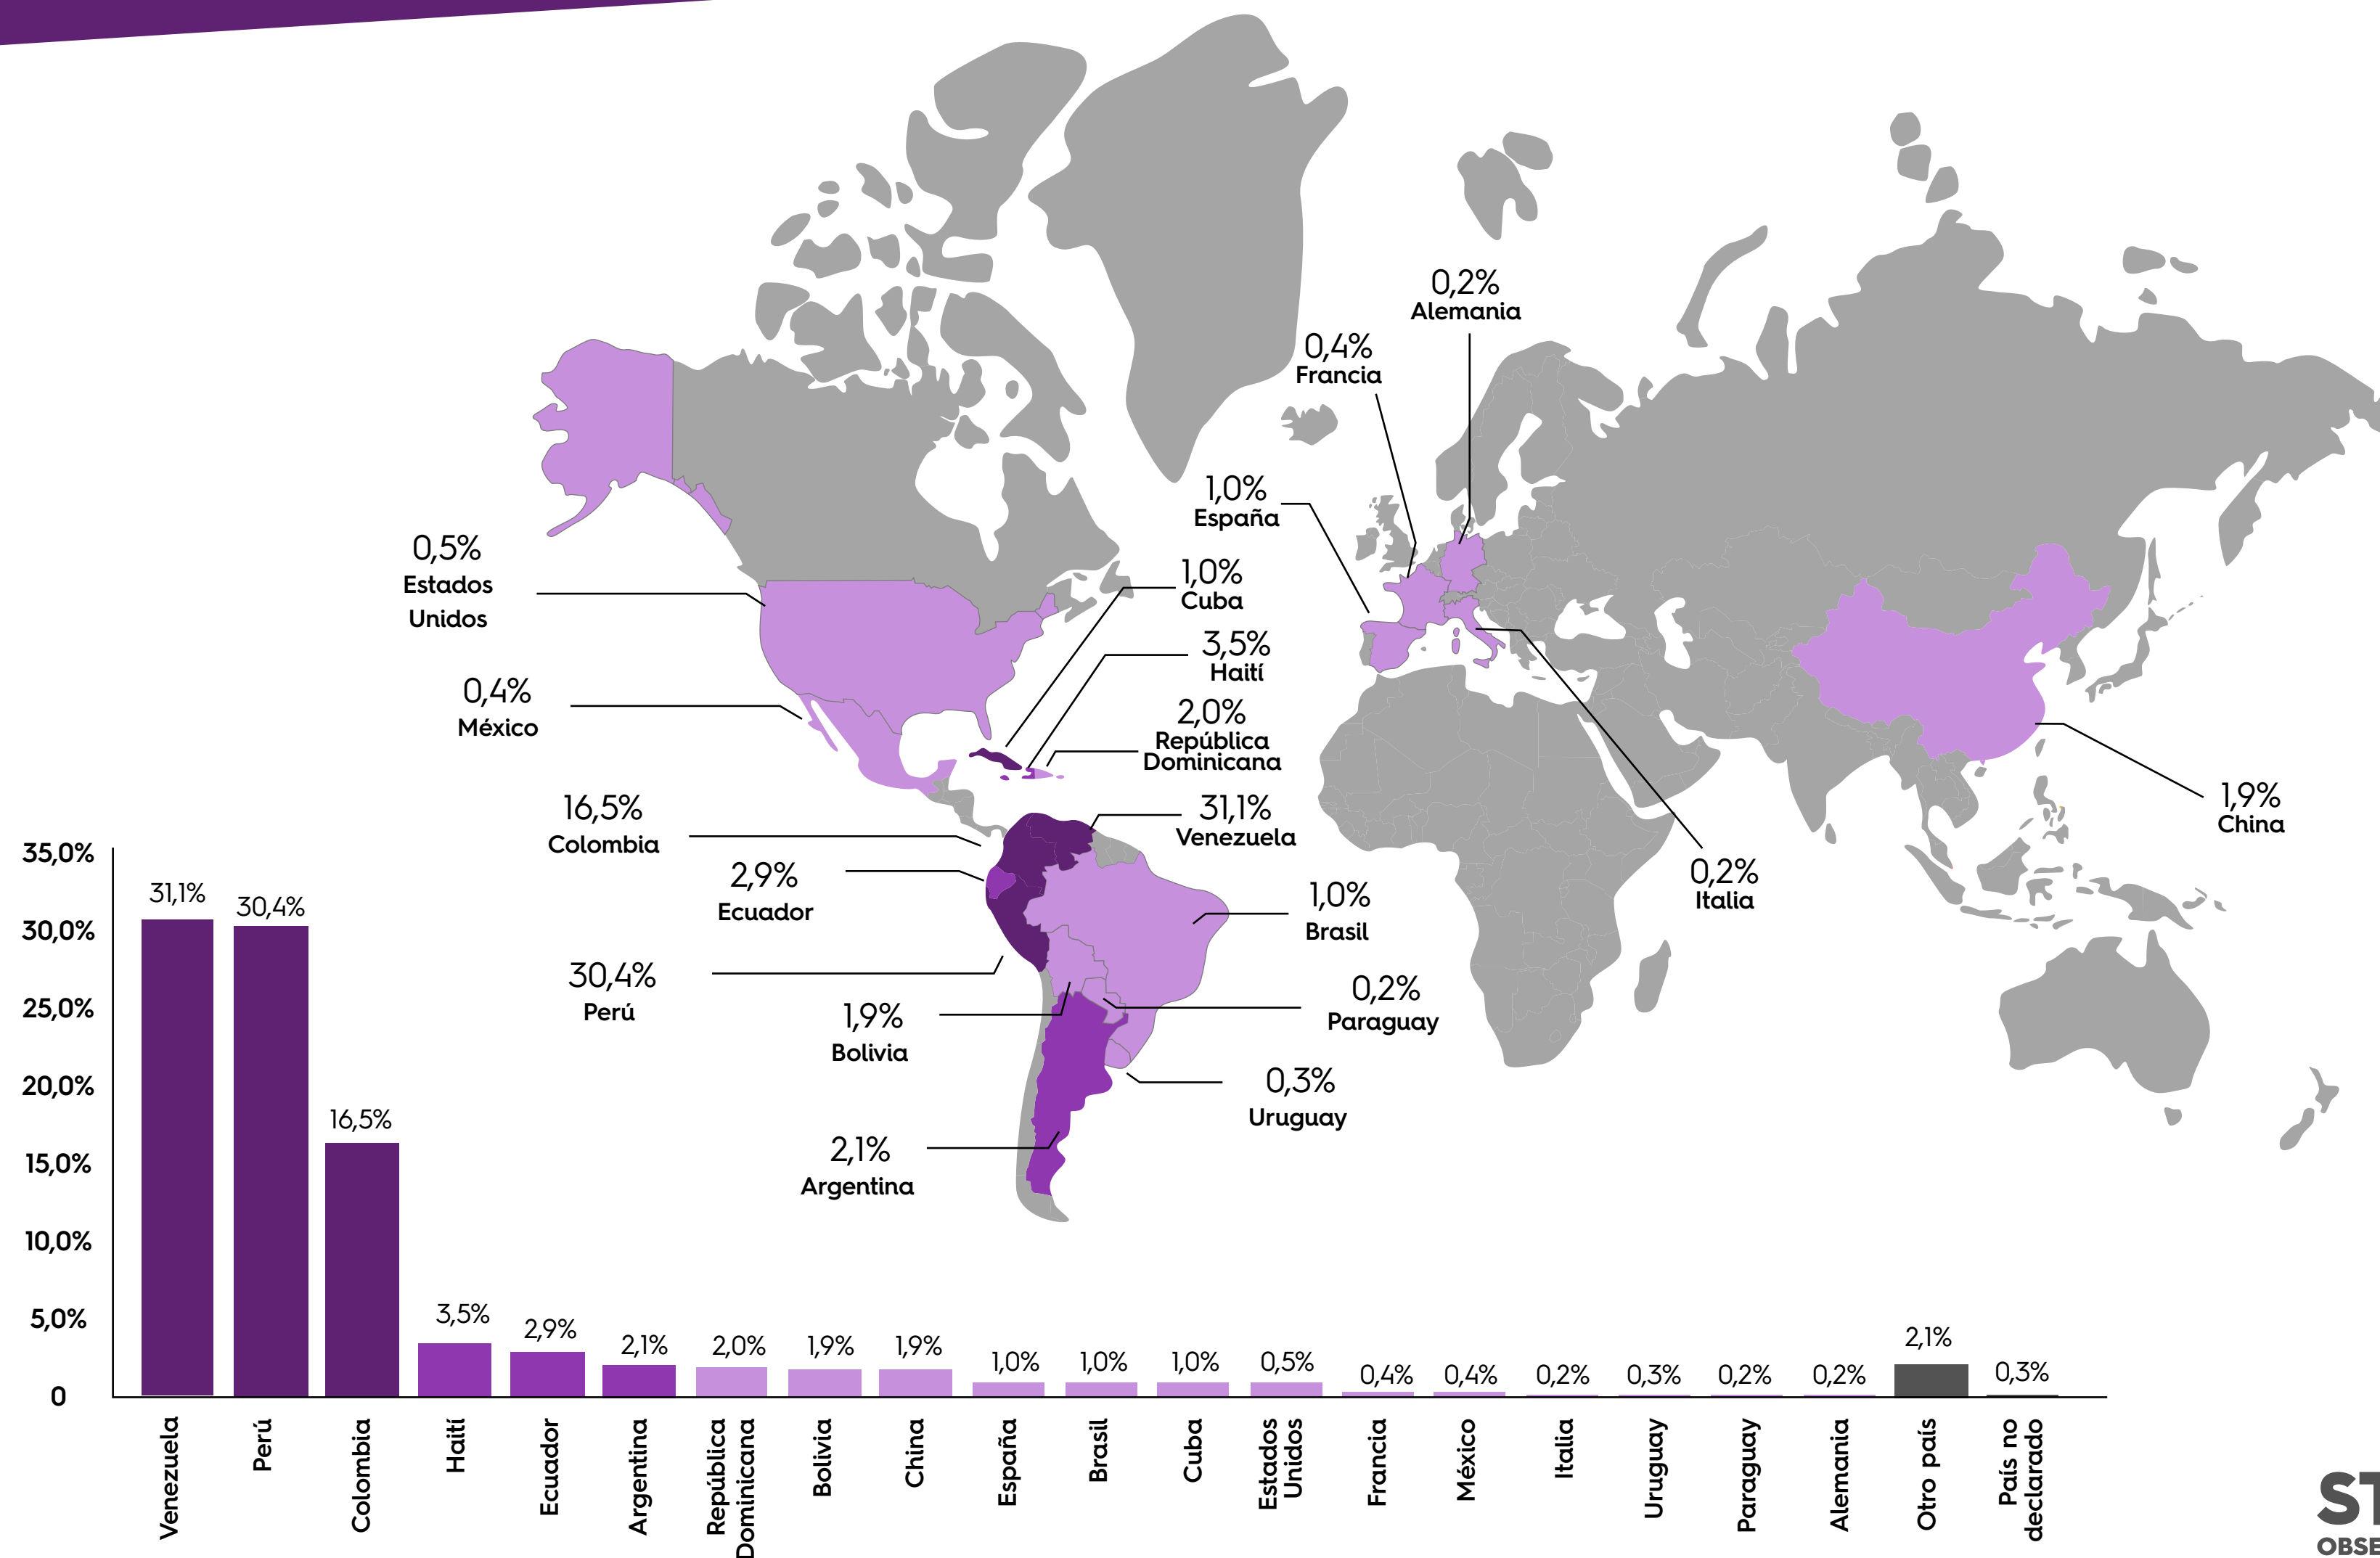 0,2%
Alemania
0,4%
Francia
1,0%
España
0,5%
Estados
Unidos
1,0%
Cuba
3,5%
Haití
0,4%
México
2,0%
República
Dominicana
16,5%
Colombia
31,1%
Venezuela
1,9%
China
2,9%
Ecuador
0,2%
Italia
1,0%
Brasil
30,4%
Perú
0,2%
Paraguay
1,9%
Bolivia
0,3%
Uruguay
2,1%
Argentina
35,0%
30,0%
25,0%
20,0%
15,0%
10,0%
5,0%
0
31,1%
30,4%
16,5%
3,5%
2,9%
2,1%
2,0%
1,9%
1,9%
1,0%
1,0%
1,0%
0,5%
0,4%
0,4%
0,2%
0,3%
0,2%
0,2%
2,1%
0,3%
Venezuela
Perú
Colombia
Haití
Ecuador
Argentina
República
Dominicana
Bolivia
China
España
Brasil
Cuba
Estados
Unidos
Francia
México
Italia
Uruguay
Paraguay
Alemania
Otro país
País no
declarado